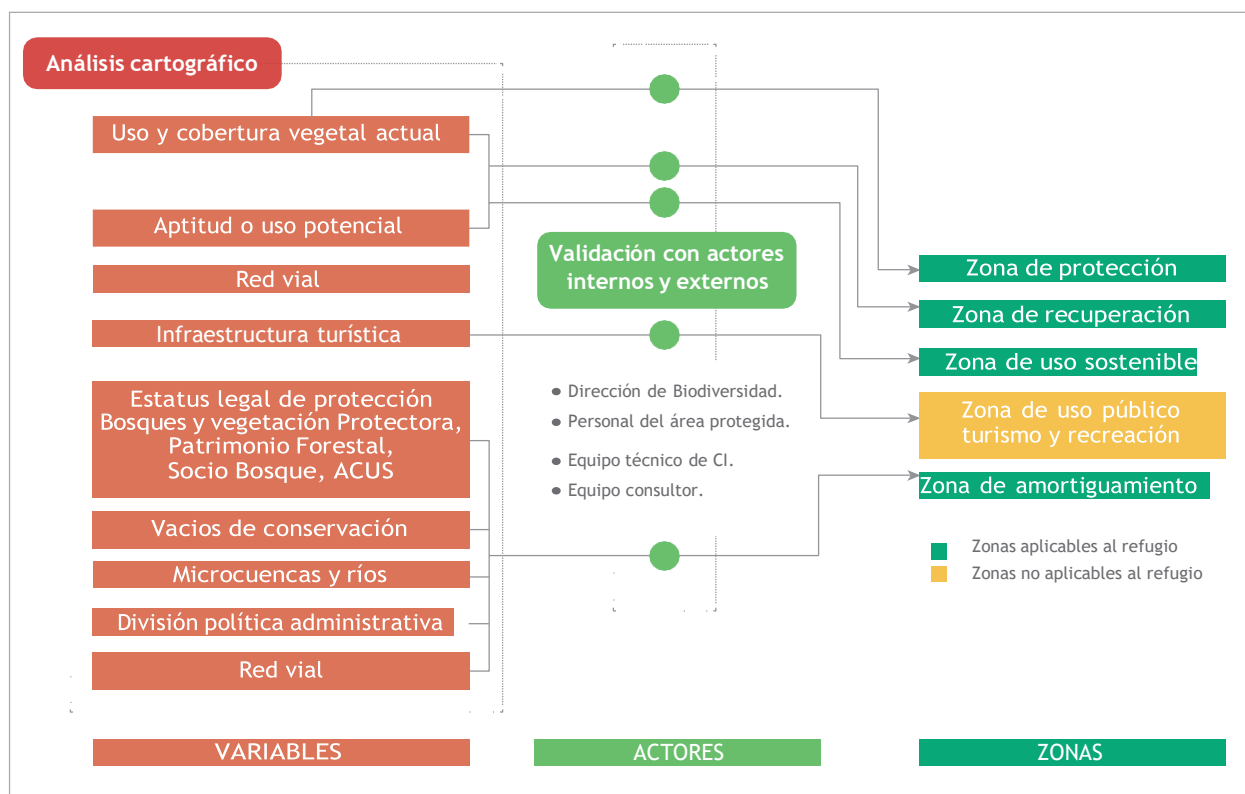 Análisis cartográfico
Uso y cobertura vegetal actual
Aptitud o uso potencial
Red vial
Infraestructura turística
Estatus legal de protección
Bosques y vegetación Protectora,
Patrimonio Forestal,
Socio Bosque, ACUS
Vacios de conservación
Microcuencas y ríos
División política administrativa
Red vial
VARIABLES
Validación con actores
internos y externos
● Dirección de Biodiversidad.
● Personal del área protegida.
● Equipo técnico de CI.
● Equipo consultor.
ACTORES
Zona de protección
Zona de recuperación
Zona de uso sostenible
Zona de uso público
turismo y recreación
Zona de amortiguamiento
Zonas aplicables al refugio
Zonas no aplicables al refugio
ZONAS